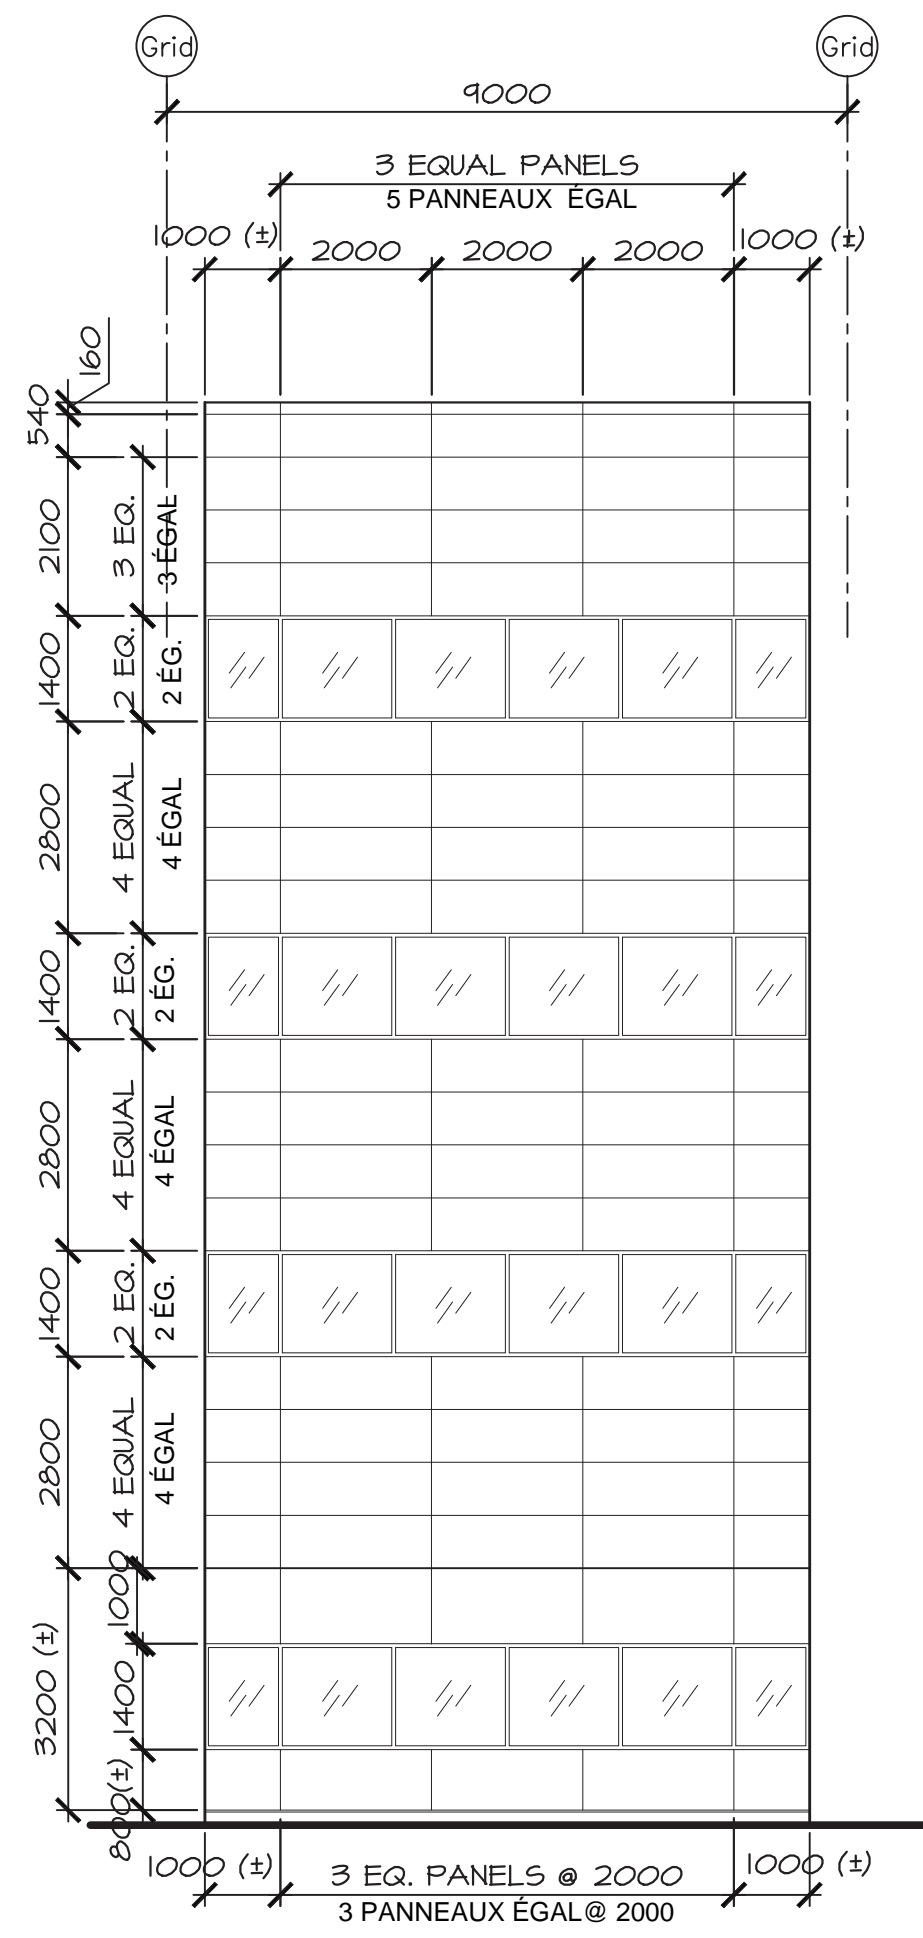 Grid
Grid
9000
3 EQUAL PANELS
5 PANNEAUX ÉGAL
1000 (±)
2000
2000
2000
1000 (±)
160
540
2100
3 EQ.
3 ÉGAL
1400
2 EQ.
2 ÉG.
2800
4 EQUAL
4 ÉGAL
1400
2 EQ.
2 ÉG.
2800
4 EQUAL
4 ÉGAL
1400
2 EQ.
2 ÉG.
2800
4 EQUAL
4 ÉGAL
3200 (±)
1000
1400
800(±)
1000 (±)
3 EQ. PANELS @ 2000
3 PANNEAUX ÉGAL@ 2000
1000 (±)